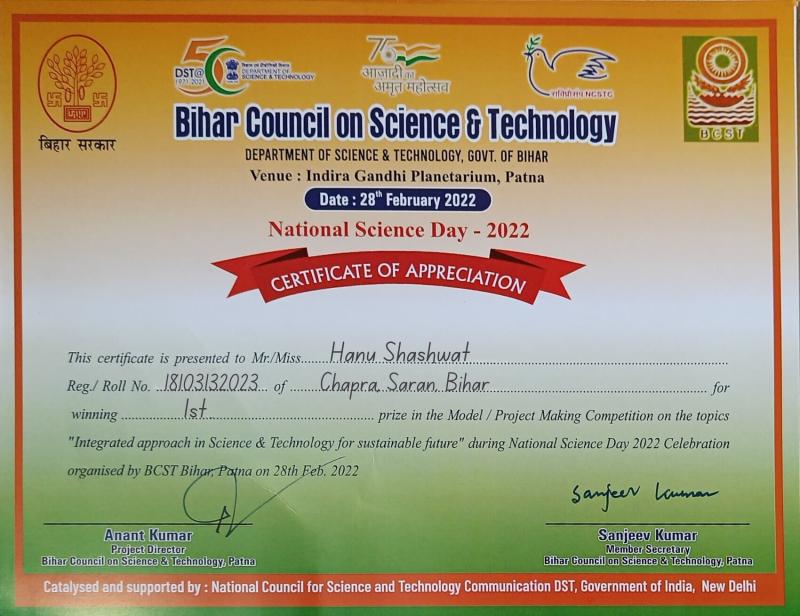 बिहार सरकार
DST@ 50
1971-2021
विज्ञान एवं प्रौद्योगिकी विभाग
DEPARTMENT OF
SCIENCE & TECHNOLOGY
75
आज़ादी का
अमृत महोत्सव
राविप्रौसंप NCSTC
BCST
Bihar Council on Science & Technology
DEPARTMENT OF SCIENCE & TECHNOLOGY, GOVT. OF BIHAR
Venue : Indira Gandhi Planetarium, Patna
Date : 28th February 2022
National Science Day - 2022
CERTIFICATE OF APPRECIATION
This certificate is presented to Mr./Miss.....Hanu Shashwat
Reg./ Roll No. 18103132023 of Chapra, Saran, Bihar for
winning 1st prize in the Model / Project Making Competition on the topics
"Integrated approach in Science & Technology for sustainable future" during National Science Day 2022 Celebration
organised by BCST Bihar, Patna on 28th Feb. 2022
Sanjeev Kumar
Anant Kumar
Project Director
Bihar Council on Science & Technology, Patna
Sanjeev Kumar
Member Secretary
Bihar Council on Science & Technology, Patna
Catalysed and supported by : National Council for Science and Technology Communication DST, Government of India, New Delhi